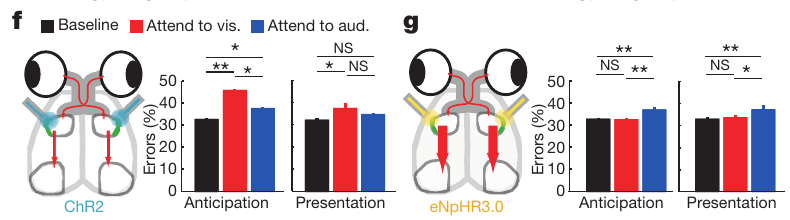 f
Baseline Attend to vis. Attend to aud.
* NS
** * * NS
Errors (%)
50
40
30
20
10
0
Anticipation Presentation
ChR2
g
** **
NS ** NS *
Errors (%)
50
40
30
20
10
0
Anticipation Presentation
eNpHR3.0